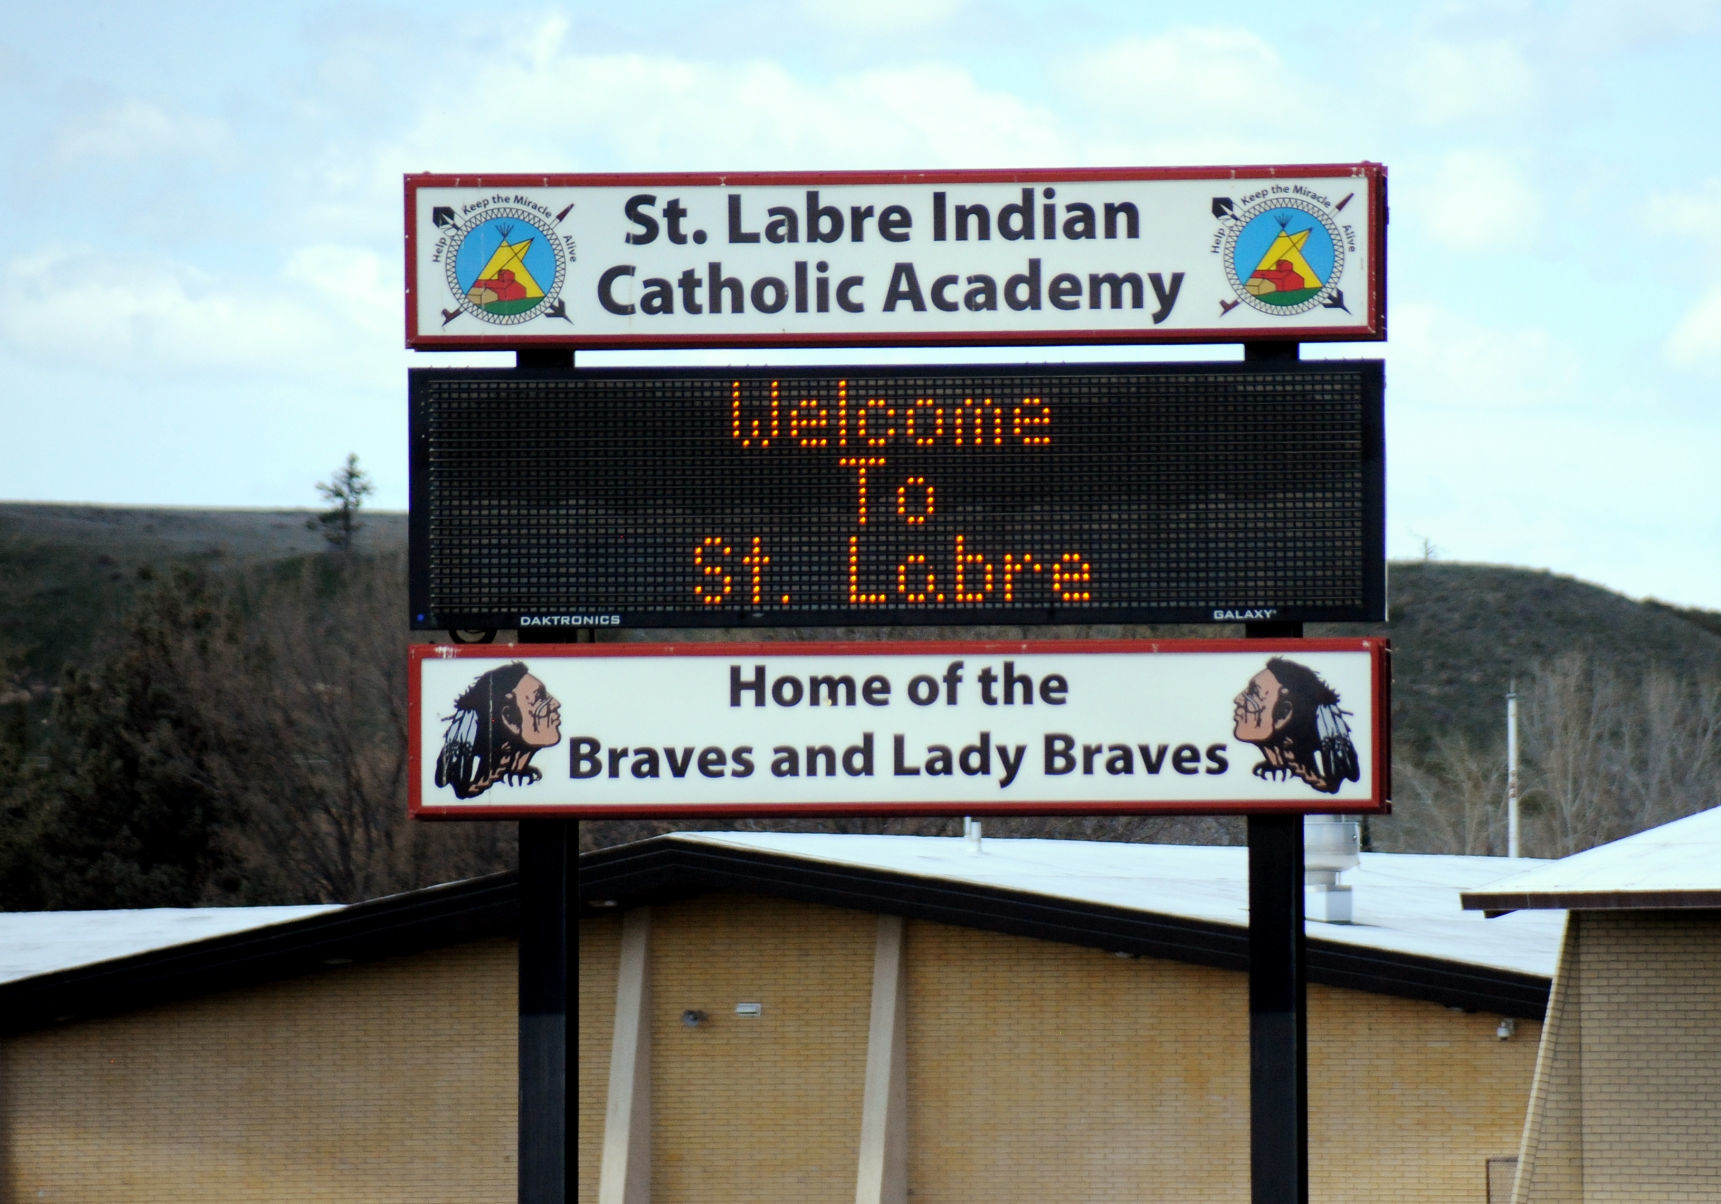 Help Keep the Miracle Alive
St. Labre Indian
Catholic Academy
Help Keep the Miracle Alive
Welcome
To
St. Labre
DAKTRONICS
GALAXY®
Home of the
Braves and Lady Braves